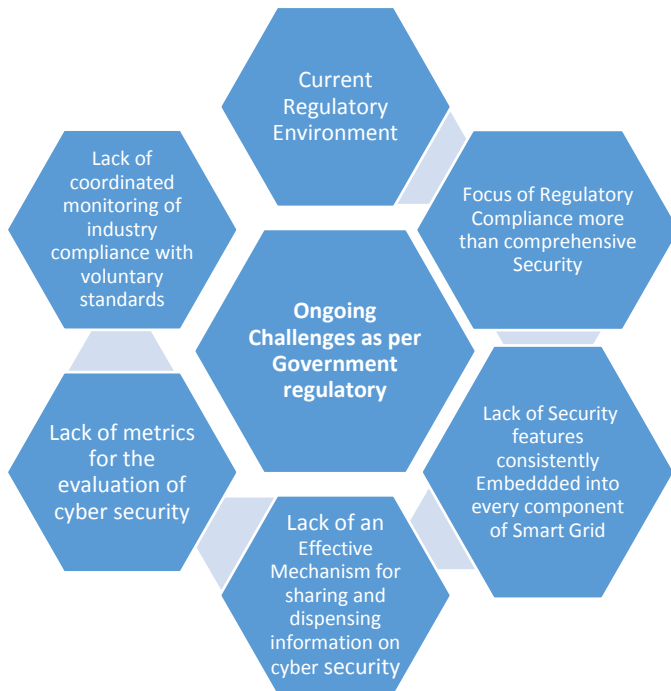 Current
Regulatory
Environment
Focus of Regulatory
Compliance more
than comprehensive
Security
Lack of Security
features
consistently
Embeddded into
every component
of Smart Grid
Lack of an
Effective
Mechanism for
sharing and
dispensing
information on
cyber security
Lack of metrics
for the
evaluation of
cyber security
Lack of
coordinated
monitoring of
industry
compliance with
voluntary
standards
Ongoing
Challenges as per
Government
regulatory